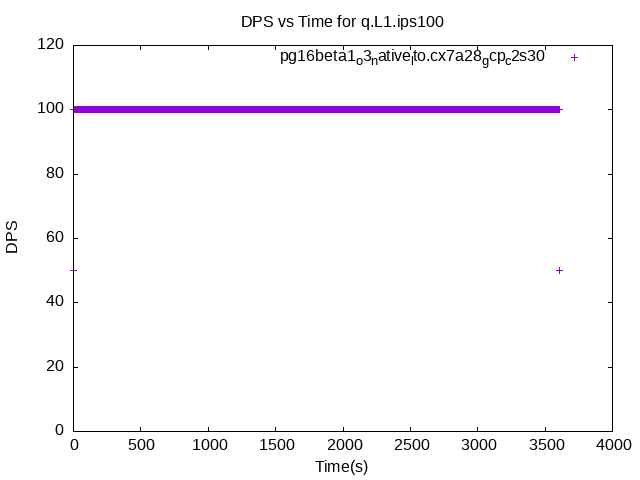 DPS vs Time for q.L1.ips100
pg16beta1ₒ3ₙativeₗto.cx7a28_gcp_c2s30
120
100
80
60
40
20
0
DPS
0 500 1000 1500 2000 2500 3000 3500 4000
Time(s)